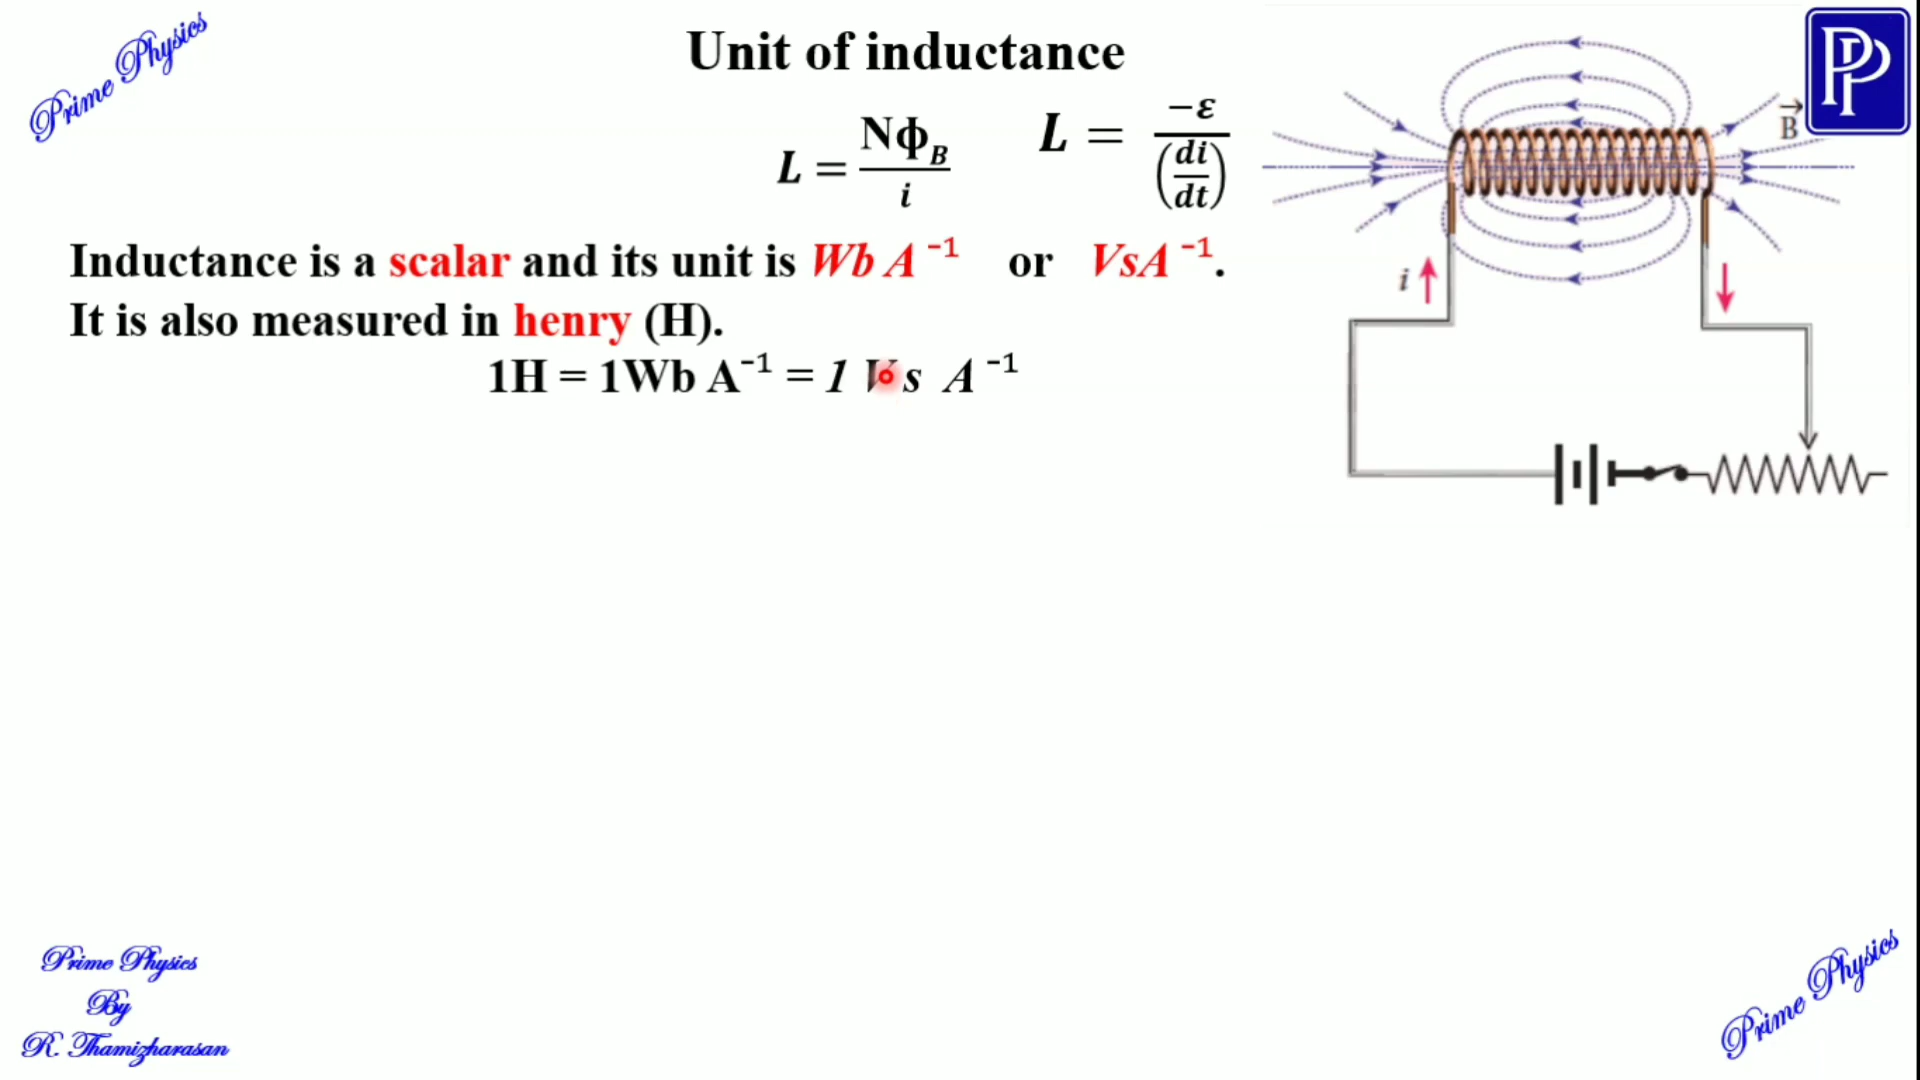 Prime Physics
Unit of inductance
PP
L = Nϕ_B / i
L = −ε / (di/dt)
B⃗
Inductance is a scalar and its unit is Wb A⁻¹ or VsA⁻¹.
i
It is also measured in henry (H).
1H = 1Wb A⁻¹ = 1 Vs A⁻¹
Prime Physics
By
R. Thamizharasan
Prime Physics